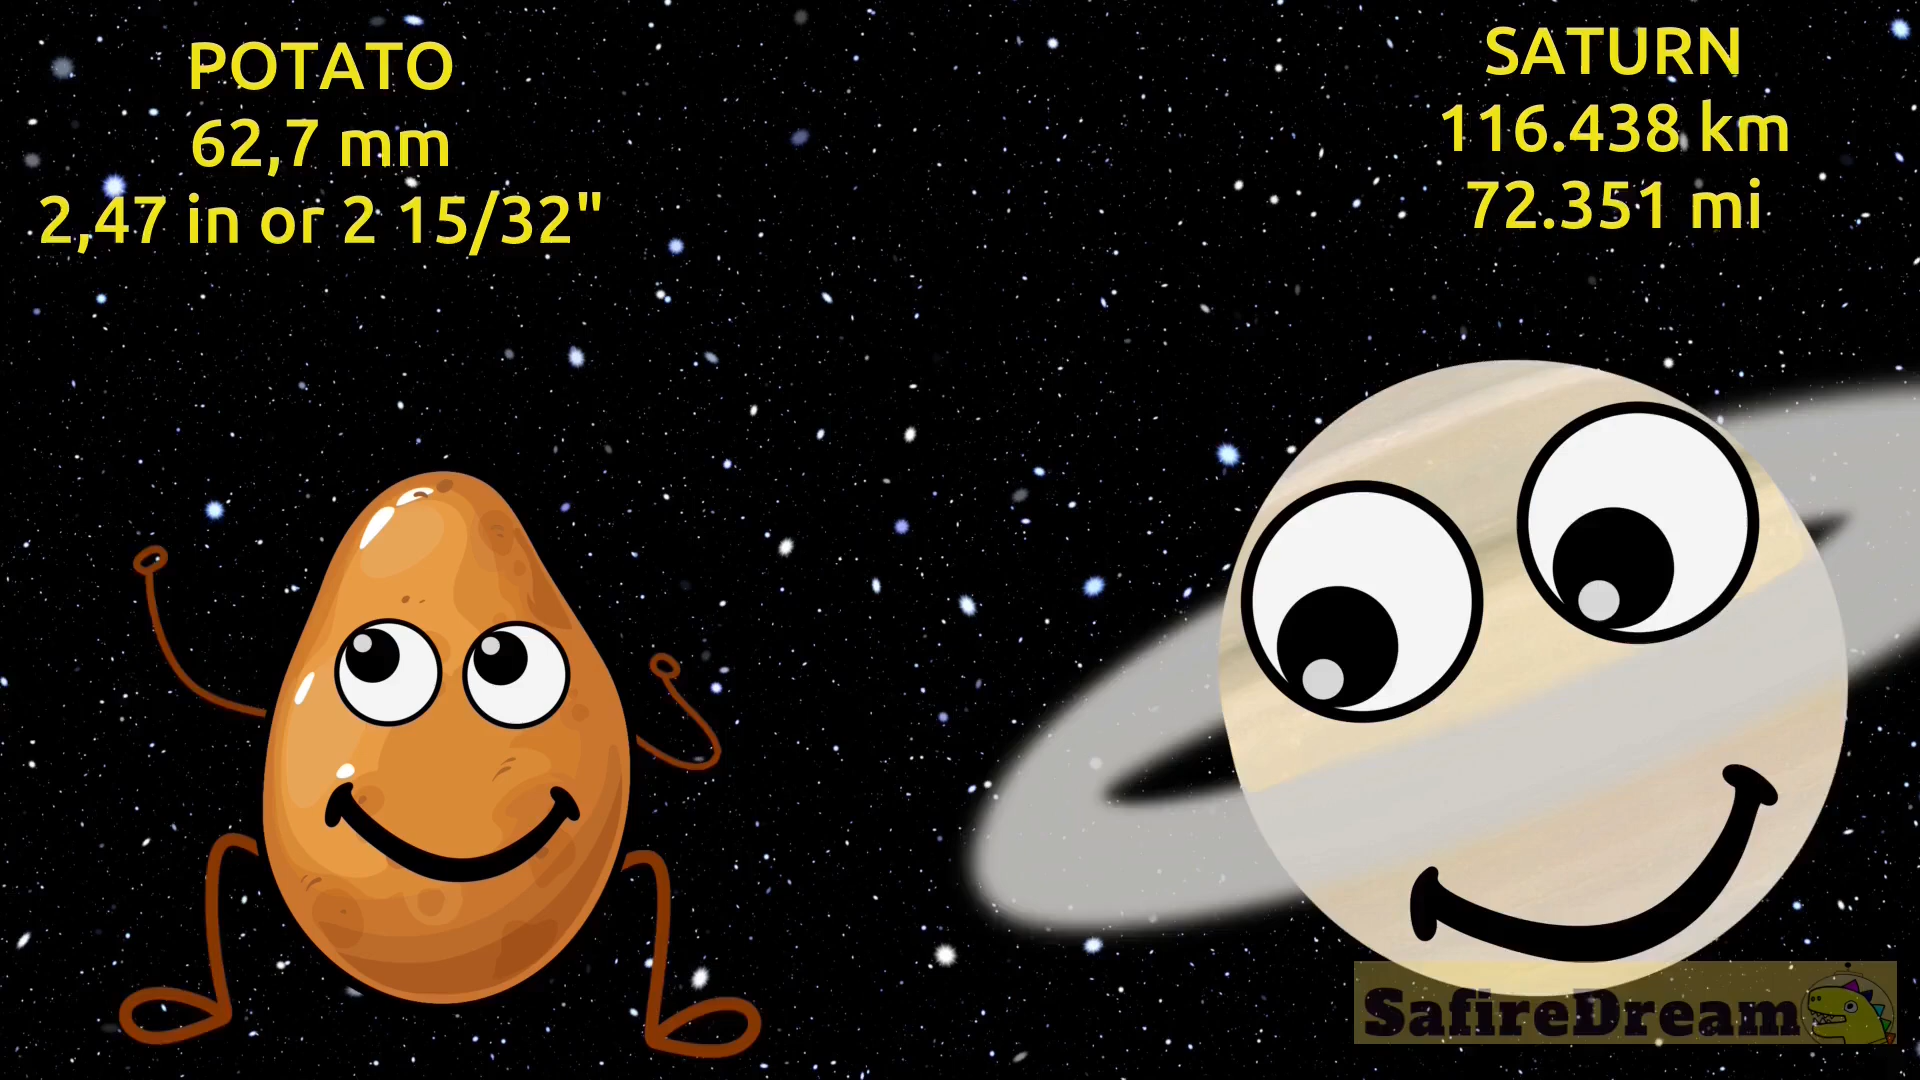 POTATO
62,7 mm
2,47 in or 2 15/32"
SATURN
116.438 km
72.351 mi
SafireDream